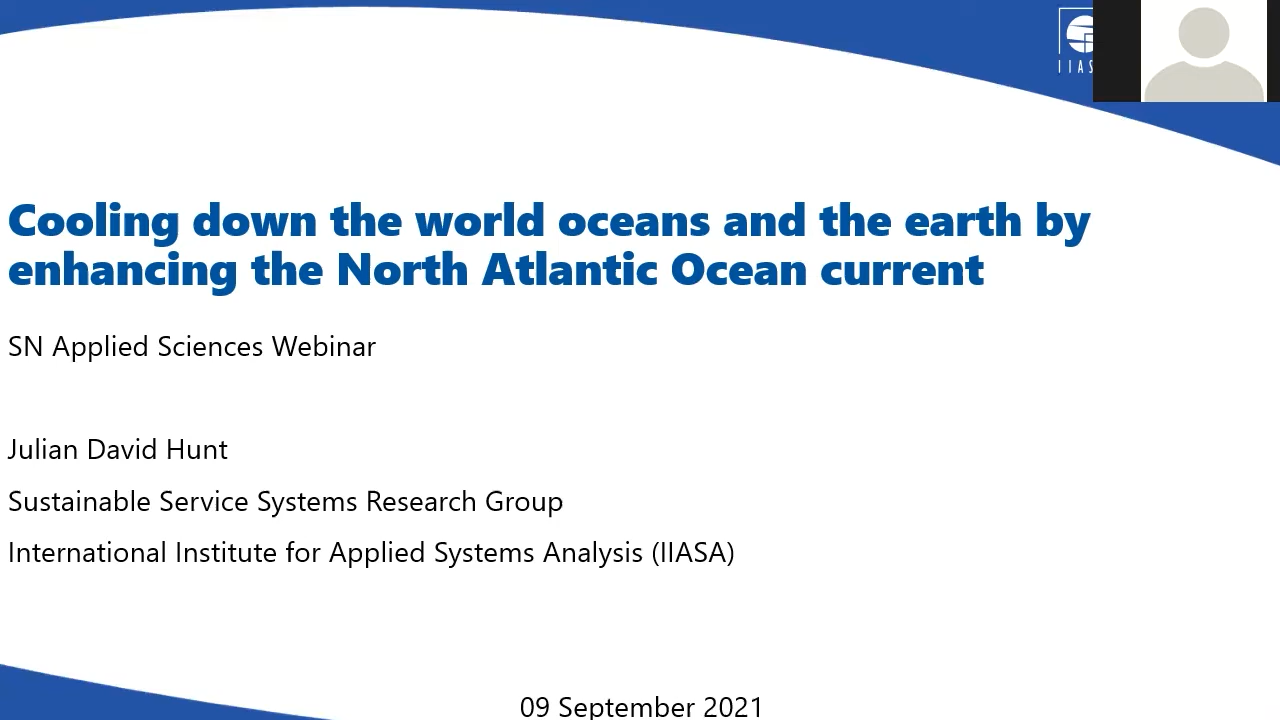 Cooling down the world oceans and the earth by
enhancing the North Atlantic Ocean current
SN Applied Sciences Webinar
Julian David Hunt
Sustainable Service Systems Research Group
International Institute for Applied Systems Analysis (IIASA)
09 September 2021